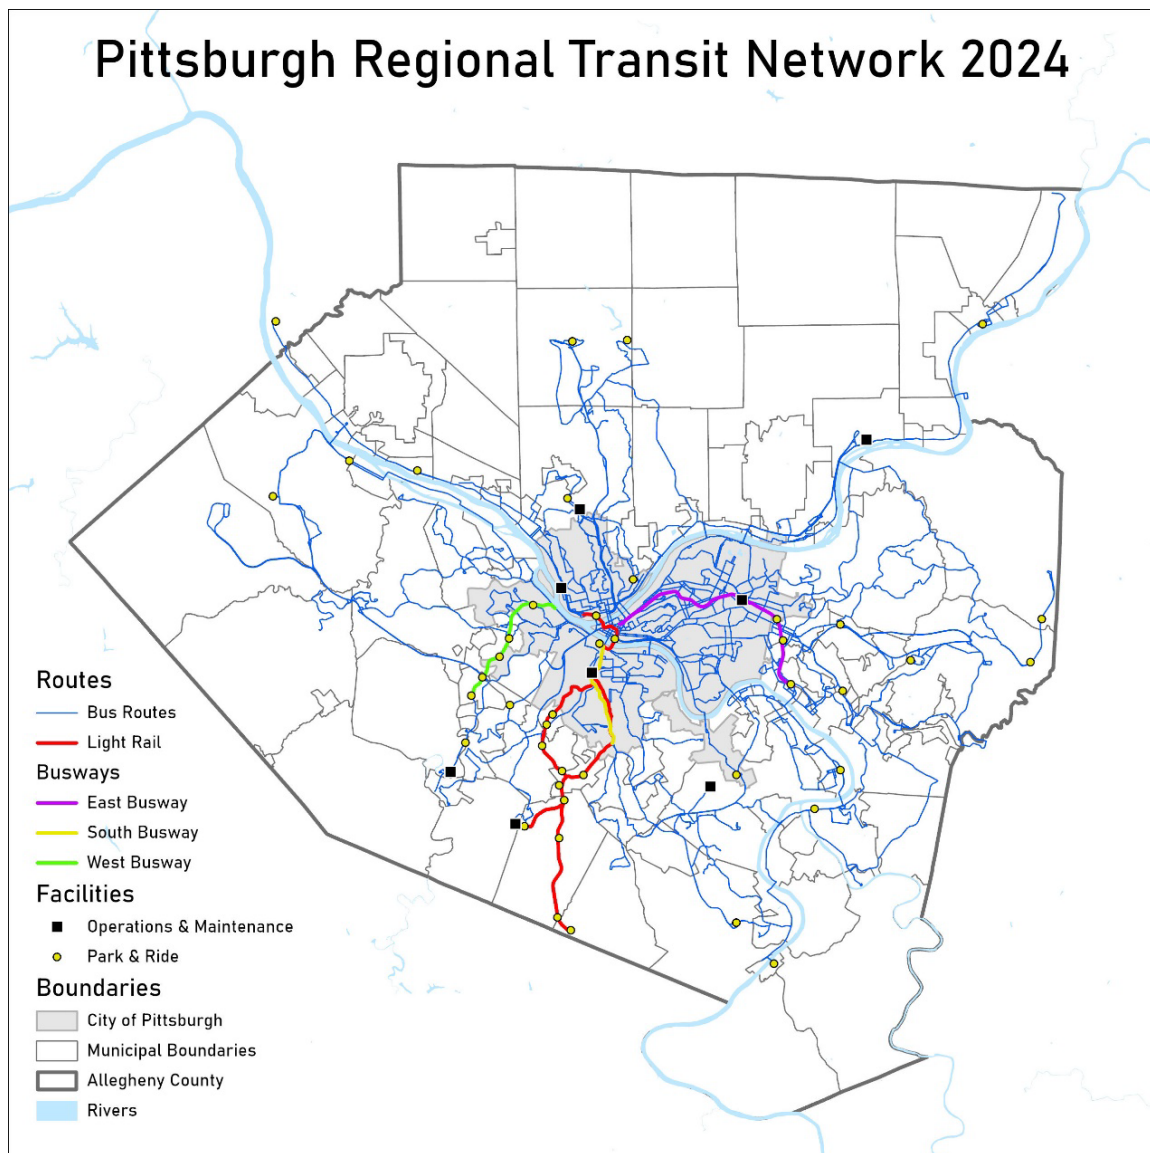 Pittsburgh Regional Transit Network 2024
Routes
Bus Routes
Light Rail
Busways
East Busway
South Busway
West Busway
Facilities
Operations & Maintenance
Park & Ride
Boundaries
City of Pittsburgh
Municipal Boundaries
Allegheny County
Rivers